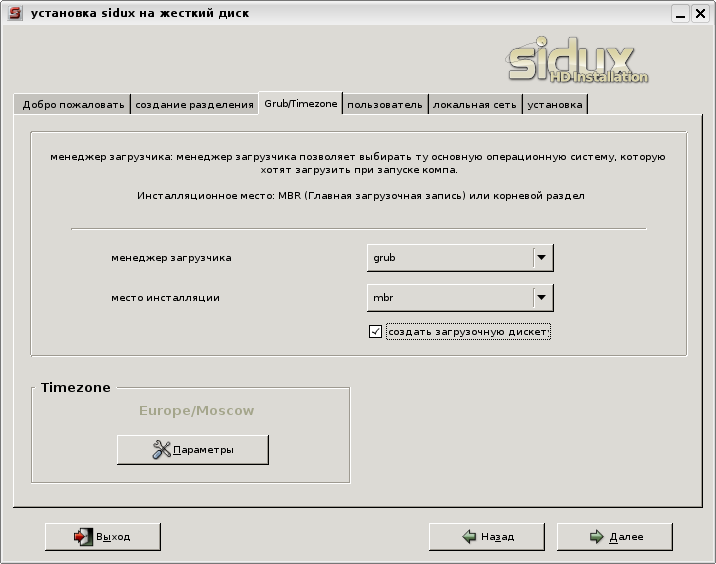 установка sidux на жесткий диск
sidux
HD-Installation
Добро пожаловать создание разделения Grub/Timezone пользователь локальная сеть установка
менеджер загрузчика: менеджер загрузчика позволяет выбирать ту основную операционную систему, которую
хотят загрузить при запуске компа.
Инсталляционное место: MBR (Главная загрузочная запись) или корневой раздел
менеджер загрузчика grub
место инсталляции mbr
создать загрузочную дискет
Timezone
Europe/Moscow
Параметры
Выход Назад Далее